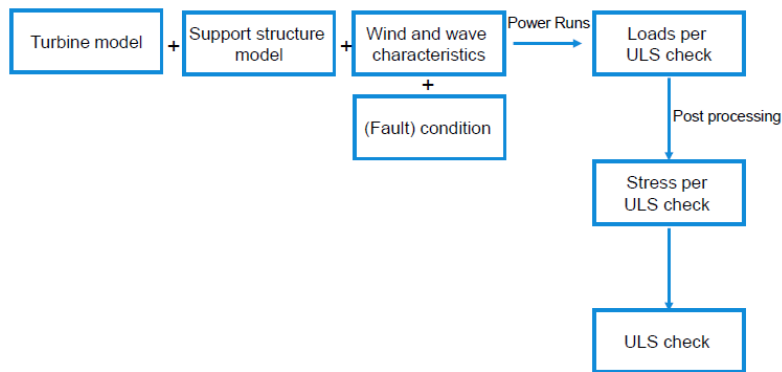 Turbine model
+
Support structure
model
+
Wind and wave
characteristics
Power Runs
Loads per
ULS check
+
(Fault) condition
Post processing
Stress per
ULS check
ULS check